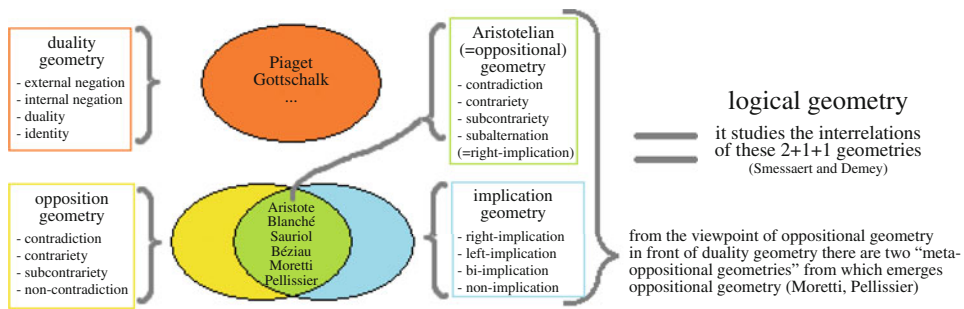 duality
geometry
- external negation
- internal negation
- duality
- identity
Piaget
Gottschalk
...
Aristotelian
(=oppositional)
geometry
- contradiction
- contrariety
- subcontrariety
- subalternation
(=right-implication)
opposition
geometry
- contradiction
- contrariety
- subcontrariety
- non-contradiction
Aristote
Blanché
Sauriol
Béziau
Moretti
Pellissier
implication
geometry
- right-implication
- left-implication
- bi-implication
- non-implication
logical geometry
it studies the interrelations
of these 2+1+1 geometries
(Smessaert and Demey)
from the viewpoint of oppositional geometry
in front of duality geometry there are two “meta-
oppositional geometries” from which emerges
oppositional geometry (Moretti, Pellissier)